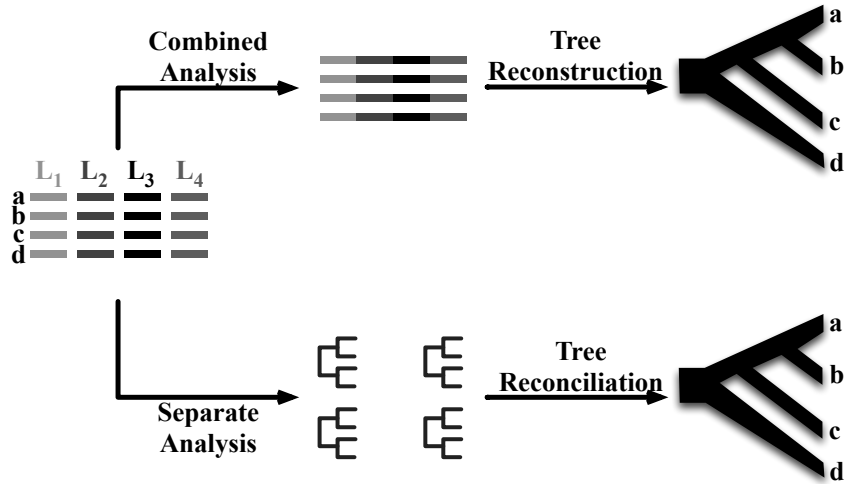 Combined
Analysis
Tree
Reconstruction
a
b
c
d
L1 L2 L3 L4
a
b
c
d
Separate
Analysis
Tree
Reconciliation
a
b
c
d